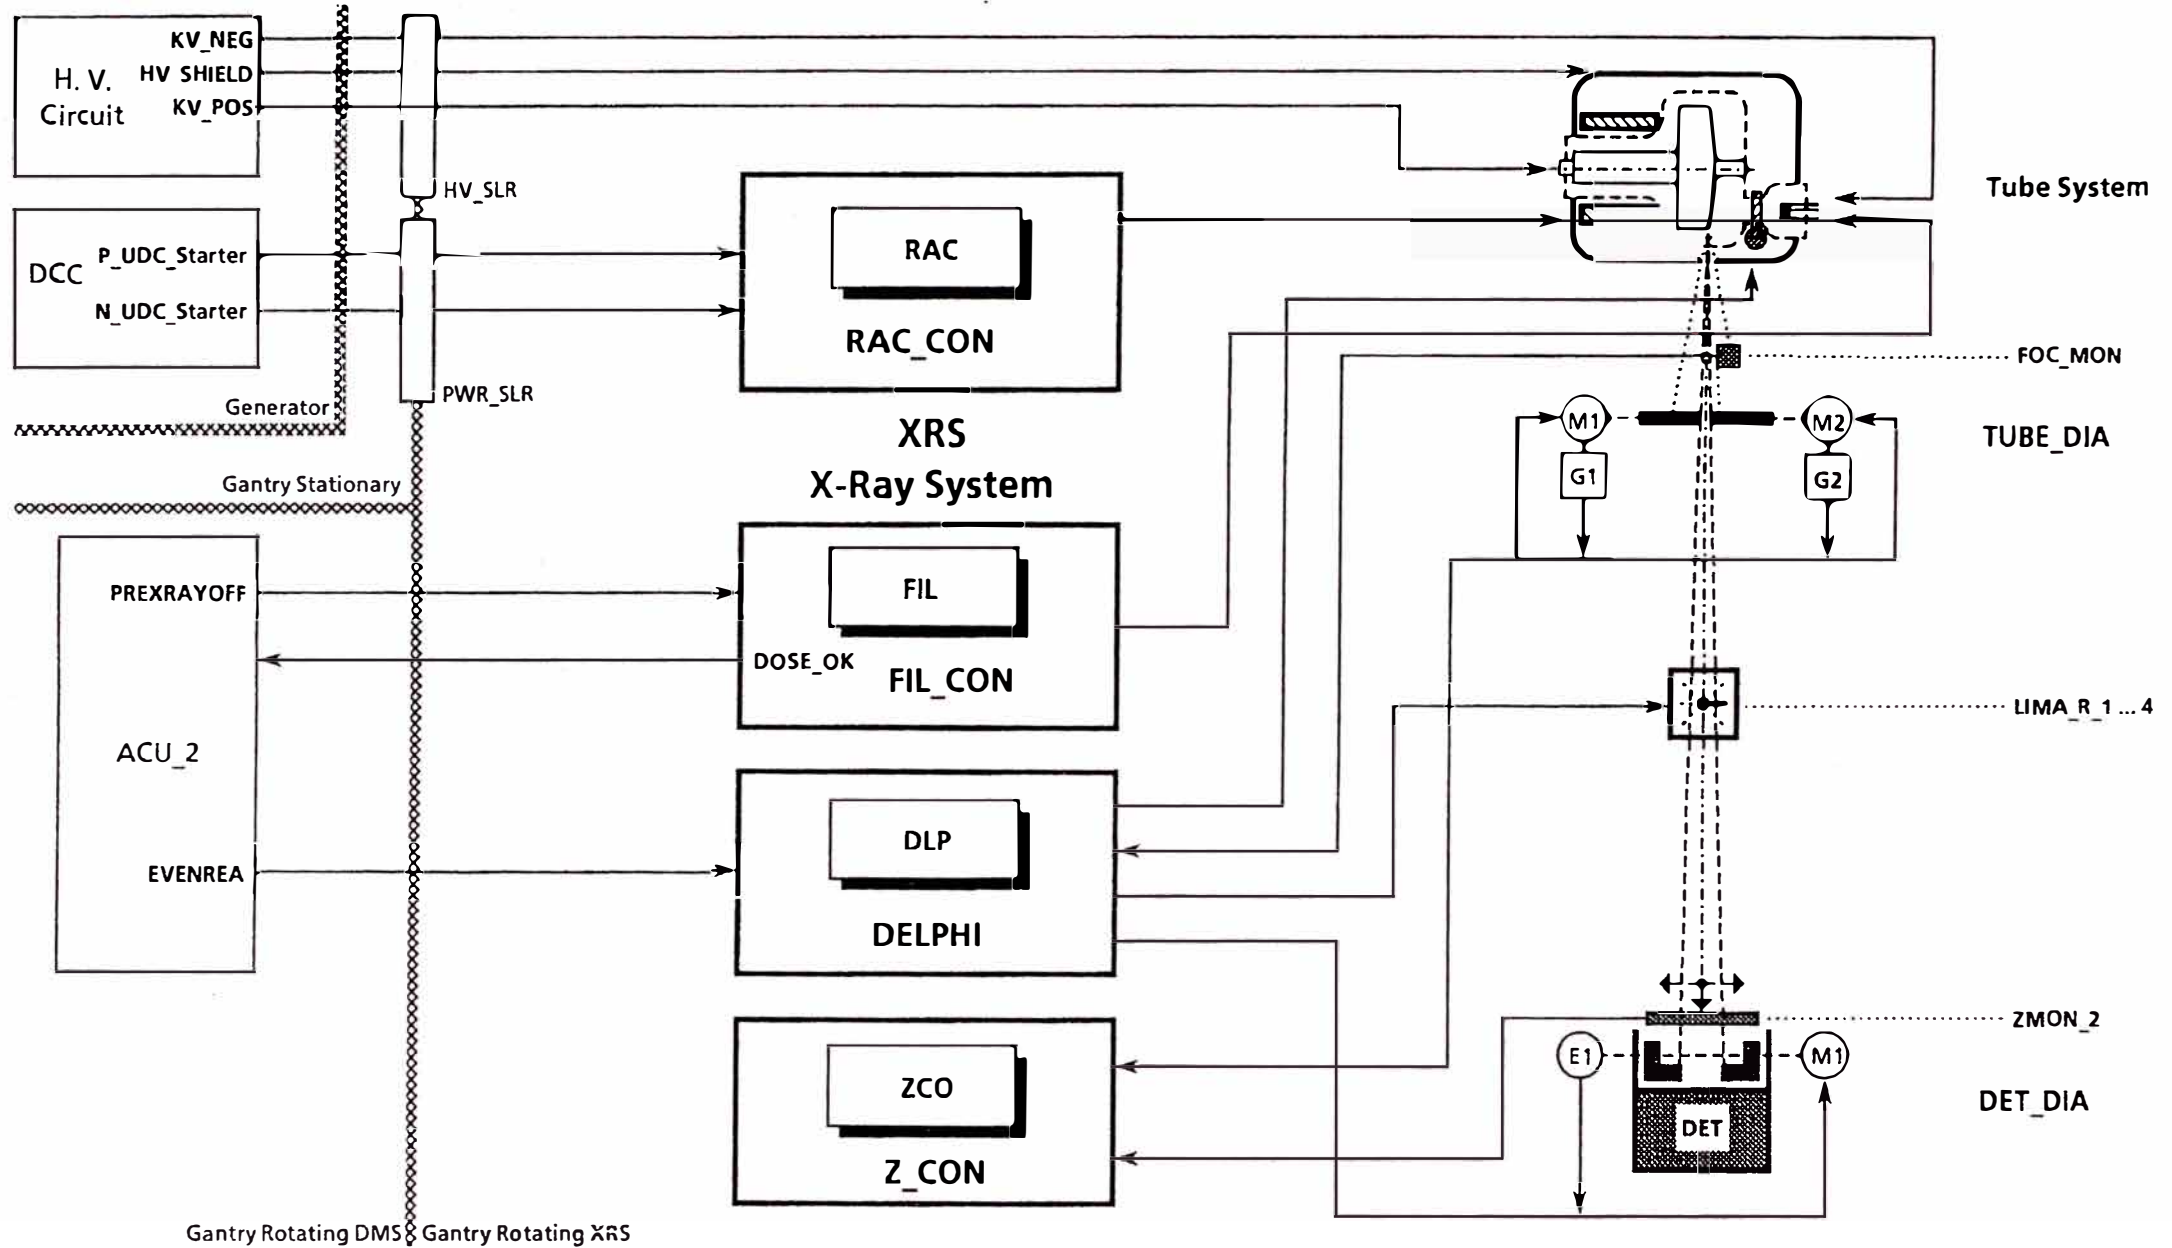 KV_NEG
H. V.
Circuit
HV SHIELD
KV_POS
HV_SLR
Tube System
DCC
P_UDC_Starter
N_UDC_Starter
RAC
RAC_CON
FOC_MON
PWR_SLR
Generator
XRS
X-Ray System
M1
M2
TUBE_DIA
G1
G2
Gantry Stationary
PREXRAYOFF
FIL
DOSE_OK
FIL_CON
LIMA_R_1 ... 4
ACU_2
EVENREA
DLP
DELPHI
ZMON_2
E1
M1
ZCO
Z_CON
DET
DET_DIA
Gantry Rotating DMS
Gantry Rotating XRS